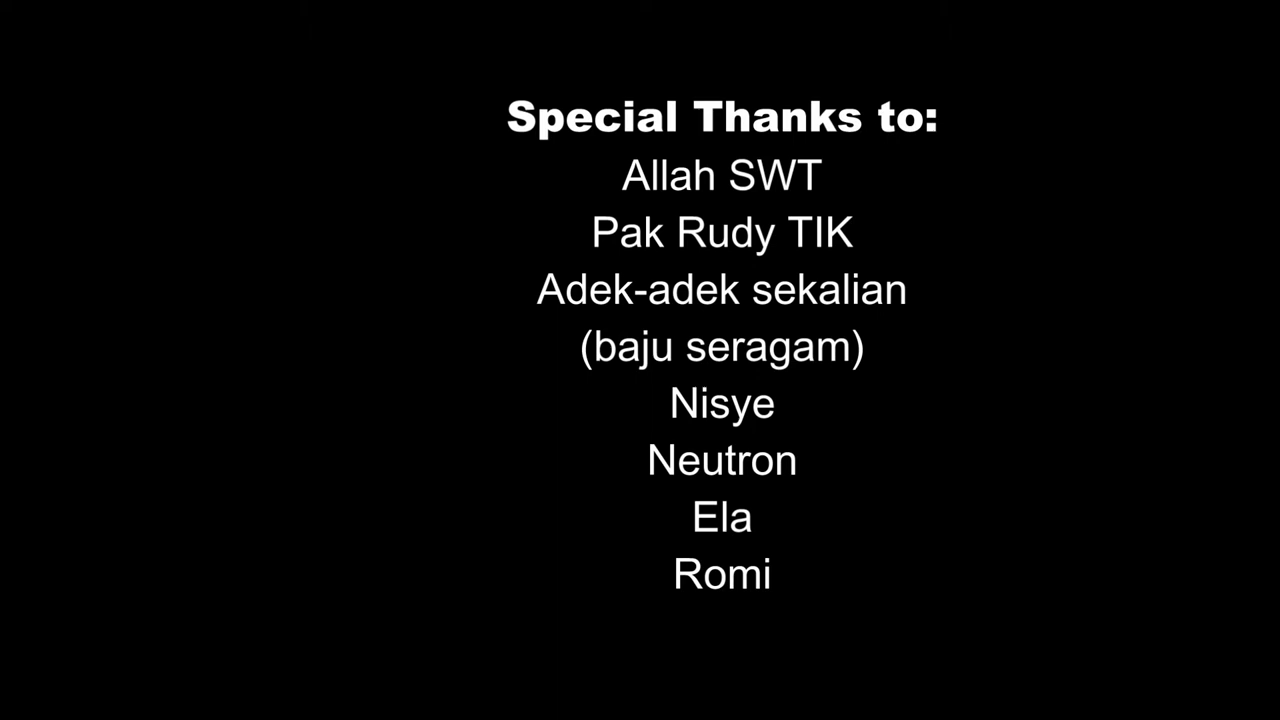 Special Thanks to:
Allah SWT
Pak Rudy TIK
Adek-adek sekalian
(baju seragam)
Nisye
Neutron
Ela
Romi